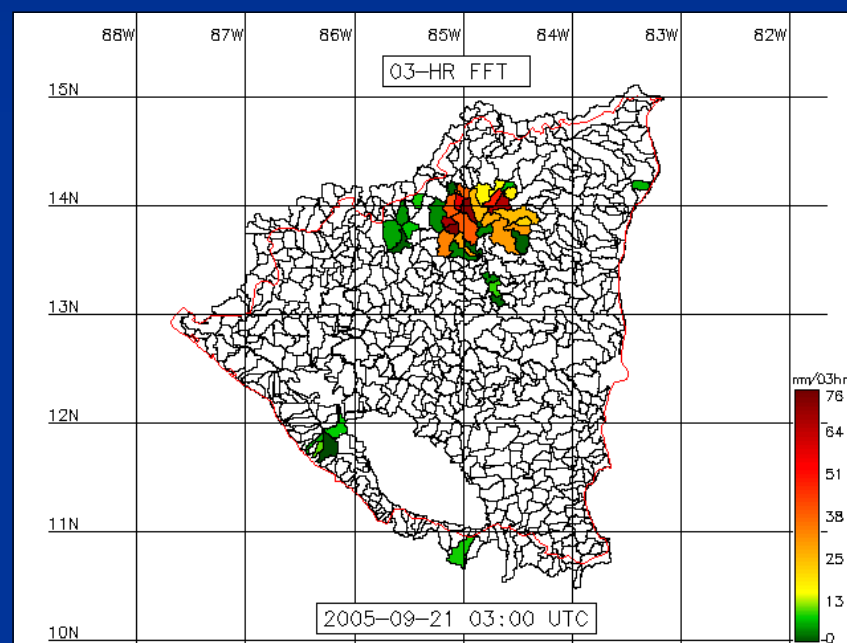 88W 87W 86W 85W 84W 83W 82W
03-HR FFT
15N
14N
13N
12N
11N
10N
mm/03hr
76
64
51
38
25
13
0
2005-09-21 03:00 UTC